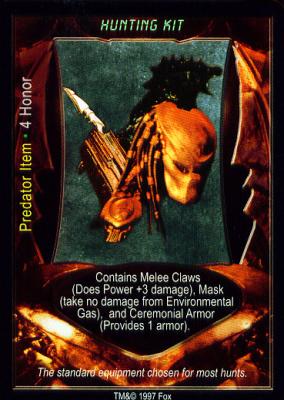 HUNTING KIT
Predator Item • 4 Honor
Contains Melee Claws
(Does Power +3 damage), Mask
(take no damage from Environmental
Gas),  and Ceremonial Armor
(Provides 1 armor).
The standard equipment chosen for most hunts.
TM&© 1997 Fox